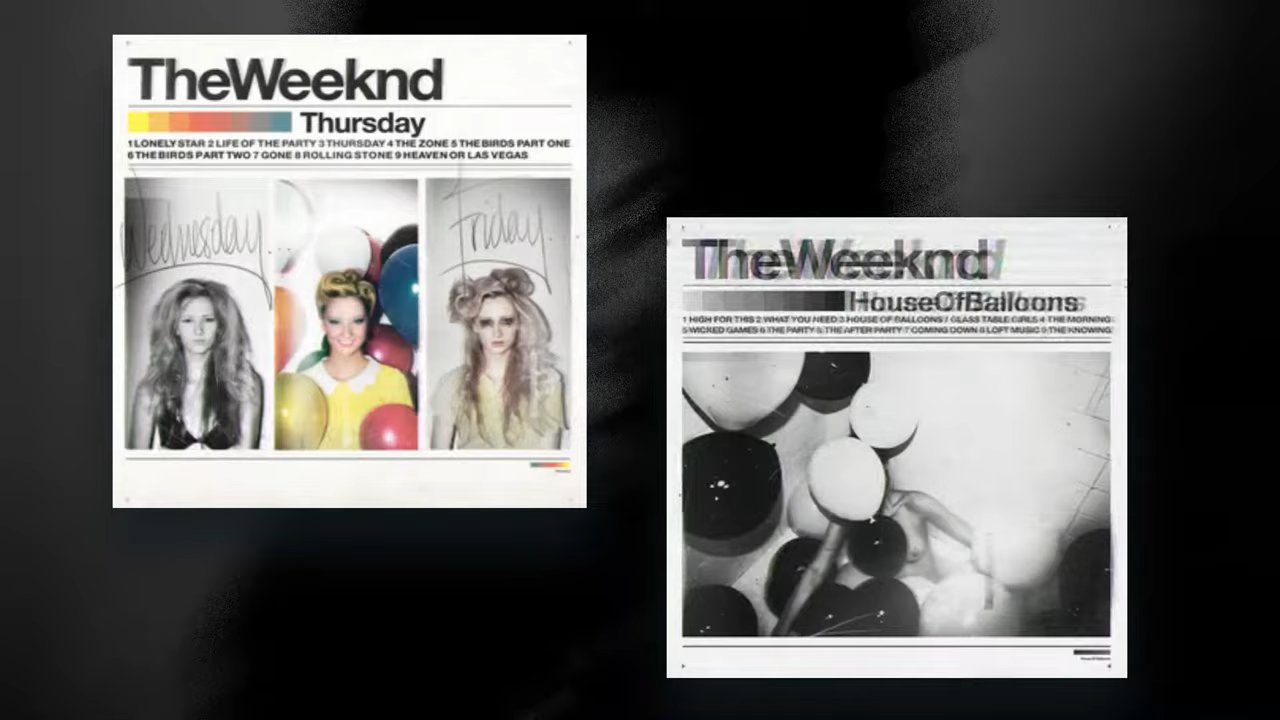 TheWeeknd
Thursday
1 LONELY STAR 2 LIFE OF THE PARTY 3 THURSDAY 4 THE ZONE 5 THE BIRDS PART ONE
6 THE BIRDS PART TWO 7 GONE 8 ROLLING STONE 9 HEAVEN OR LAS VEGAS
Wednesday.
Friday.
TheWeeknd
HouseOfBalloons
1 HIGH FOR THIS 2 WHAT YOU NEED 3 HOUSE OF BALLOONS / GLASS TABLE GIRLS 4 THE MORNING
5 WICKED GAMES 6 THE PARTY & THE AFTER PARTY 7 COMING DOWN 8 LOFT MUSIC 9 THE KNOWING